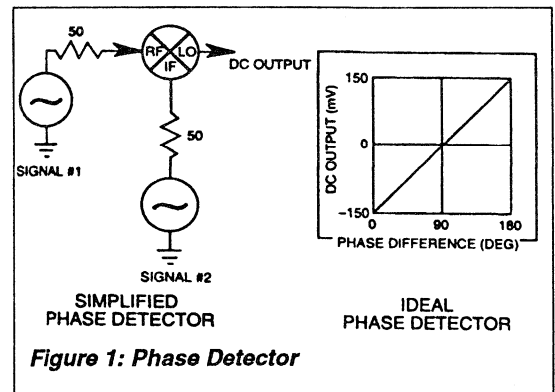 50
RF
LO
IF
DC OUTPUT
50
SIGNAL #1
SIGNAL #2
SIMPLIFIED
PHASE DETECTOR
DC OUTPUT (mV)
150
0
-150
0
90
180
PHASE DIFFERENCE (DEG)
IDEAL
PHASE DETECTOR
Figure 1: Phase Detector